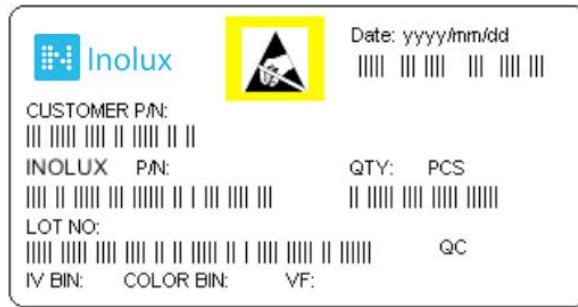 Inolux
Date: yyyy/mm/dd
CUSTOMER P/N:
INOLUX P/N: QTY: PCS
LOT NO:
QC
IV BIN: COLOR BIN: VF: